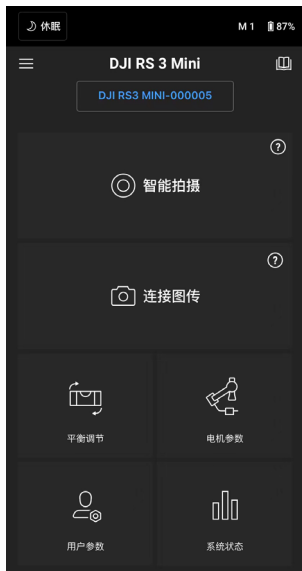 休眠
M 1 87%
DJI RS 3 Mini
DJI RS3 MINI-000005
?
智能拍摄
?
连接图传
平衡调节 电机参数
用户参数 系统状态